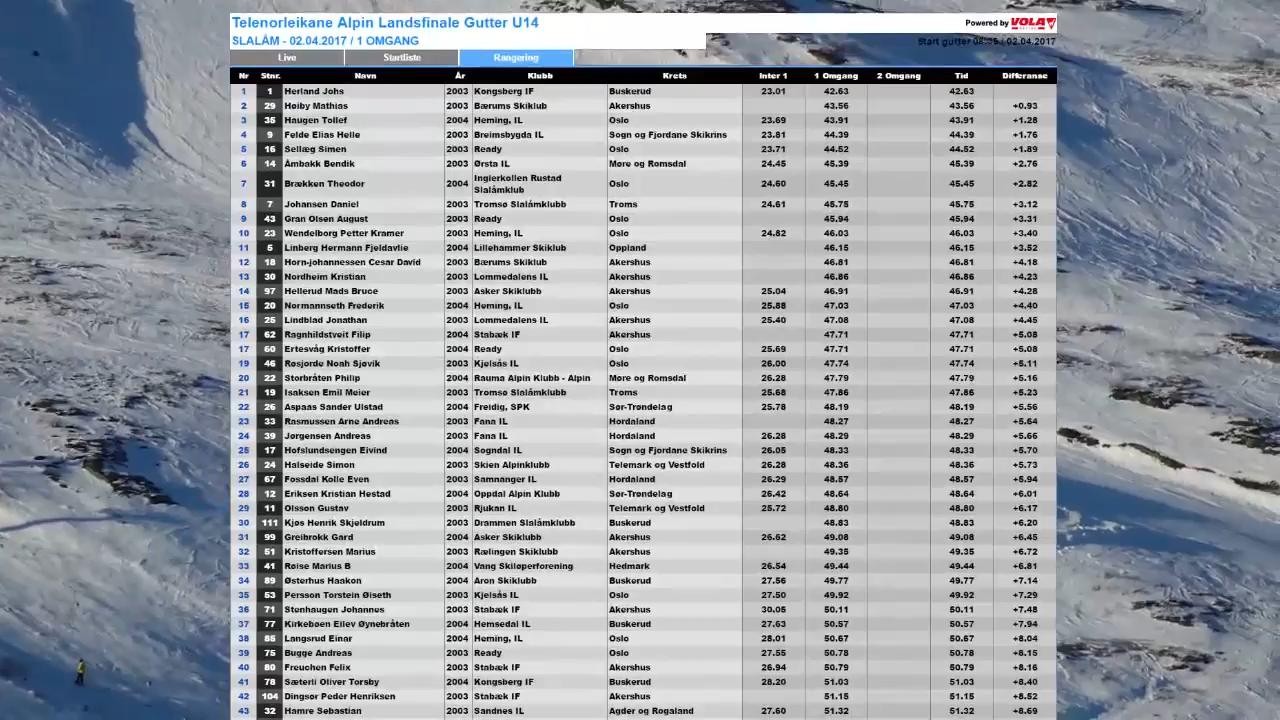 Telenorleikane Alpin Landsfinale Gutter U14
Powered by VOLA
SLALÅM - 02.04.2017 / 1 OMGANG
Start gutter 08:35 / 02.04.2017
Live Startliste Rangering
Nr Stnr. Navn År Klubb Krets Inter 1 1 Omgang 2 Omgang Tid Differanse
1 1 Herland Johs 2003 Kongsberg IF Buskerud 23.01 42.63 42.63
2 29 Høiby Mathias 2003 Bærums Skiklub Akershus 43.56 43.56 +0.93
3 35 Haugen Tollef 2004 Heming, IL Oslo 23.69 43.91 43.91 +1.28
4 9 Felde Elias Helle 2003 Breimsbygda IL Sogn og Fjordane Skikrins 23.81 44.39 44.39 +1.76
5 16 Sellæg Simen 2003 Ready Oslo 23.71 44.52 44.52 +1.89
6 14 Åmbakk Bendik 2003 Ørsta IL Møre og Romsdal 24.45 45.39 45.39 +2.76
7 31 Brækken Theodor 2004 Ingierkollen Rustad Slalåmklub Oslo 24.60 45.45 45.45 +2.82
8 7 Johansen Daniel 2003 Tromsø Slalåmklubb Troms 24.61 45.75 45.75 +3.12
9 43 Gran Olsen August 2003 Ready Oslo 45.94 45.94 +3.31
10 23 Wendelborg Petter Kramer 2003 Heming, IL Oslo 24.82 46.03 46.03 +3.40
11 5 Linberg Hermann Fjeldavlie 2004 Lillehammer Skiklub Oppland 46.15 46.15 +3.52
12 18 Horn-johannessen Cesar David 2003 Bærums Skiklub Akershus 46.81 46.81 +4.18
13 30 Nordheim Kristian 2003 Lommedalens IL Akershus 46.86 46.86 +4.23
14 97 Hellerud Mads Bruce 2003 Asker Skiklubb Akershus 25.04 46.91 46.91 +4.28
15 20 Normannseth Frederik 2004 Heming, IL Oslo 25.88 47.03 47.03 +4.40
16 25 Lindblad Jonathan 2003 Lommedalens IL Akershus 25.40 47.08 47.08 +4.45
17 62 Ragnhildstveit Filip 2004 Stabæk IF Akershus 47.71 47.71 +5.08
17 60 Ertesvåg Kristoffer 2004 Ready Oslo 25.69 47.71 47.71 +5.08
19 46 Røsjorde Noah Sjøvik 2003 Kjelsås IL Oslo 26.00 47.74 47.74 +5.11
20 22 Storbråten Philip 2004 Rauma Alpin Klubb - Alpin Møre og Romsdal 26.28 47.79 47.79 +5.16
21 19 Isaksen Emil Meier 2003 Tromsø Slalåmklubb Troms 25.68 47.86 47.86 +5.23
22 26 Aspaas Sander Ulstad 2004 Freidig, SPK Sør-Trøndelag 25.78 48.19 48.19 +5.56
23 33 Rasmussen Arne Andreas 2003 Fana IL Hordaland 48.27 48.27 +5.64
24 39 Jørgensen Andreas 2003 Fana IL Hordaland 26.28 48.29 48.29 +5.66
25 17 Hofslundsengen Eivind 2004 Sogndal IL Sogn og Fjordane Skikrins 26.05 48.33 48.33 +5.70
26 24 Halseide Simon 2003 Skien Alpinklubb Telemark og Vestfold 26.28 48.36 48.36 +5.73
27 67 Fossdal Kolle Even 2003 Samnanger IL Hordaland 26.29 48.57 48.57 +5.94
28 12 Eriksen Kristian Hestad 2004 Oppdal Alpin Klubb Sør-Trøndelag 26.42 48.64 48.64 +6.01
29 11 Olsson Gustav 2003 Rjukan IL Telemark og Vestfold 25.72 48.80 48.80 +6.17
30 111 Kjøs Henrik Skjeldrum 2003 Drammen Slalåmklubb Buskerud 48.83 48.83 +6.20
31 99 Greibrokk Gard 2004 Asker Skiklubb Akershus 26.62 49.08 49.08 +6.45
32 51 Kristoffersen Marius 2003 Rælingen Skiklubb Akershus 49.35 49.35 +6.72
33 41 Røise Marius B 2004 Vang Skiløperforening Hedmark 26.54 49.44 49.44 +6.81
34 89 Østerhus Haakon 2004 Aron Skiklubb Buskerud 27.56 49.77 49.77 +7.14
35 53 Persson Torstein Øiseth 2003 Kjelsås IL Oslo 27.50 49.92 49.92 +7.29
36 71 Stenhaugen Johannes 2003 Stabæk IF Akershus 30.05 50.11 50.11 +7.48
37 77 Kirkebøen Eilev Øynebråten 2004 Hemsedal IL Buskerud 27.63 50.57 50.57 +7.94
38 85 Langsrud Einar 2004 Heming, IL Oslo 28.01 50.67 50.67 +8.04
39 75 Bugge Andreas 2003 Ready Oslo 27.55 50.78 50.78 +8.15
40 80 Freuchen Felix 2003 Stabæk IF Akershus 26.94 50.79 50.79 +8.16
41 78 Sæterli Oliver Torsby 2004 Kongsberg IF Buskerud 28.20 51.03 51.03 +8.40
42 104 Dingsør Peder Henriksen 2003 Stabæk IF Akershus 51.15 51.15 +8.52
43 32 Hamre Sebastian 2003 Sandnes IL Agder og Rogaland 27.60 51.32 51.32 +8.69